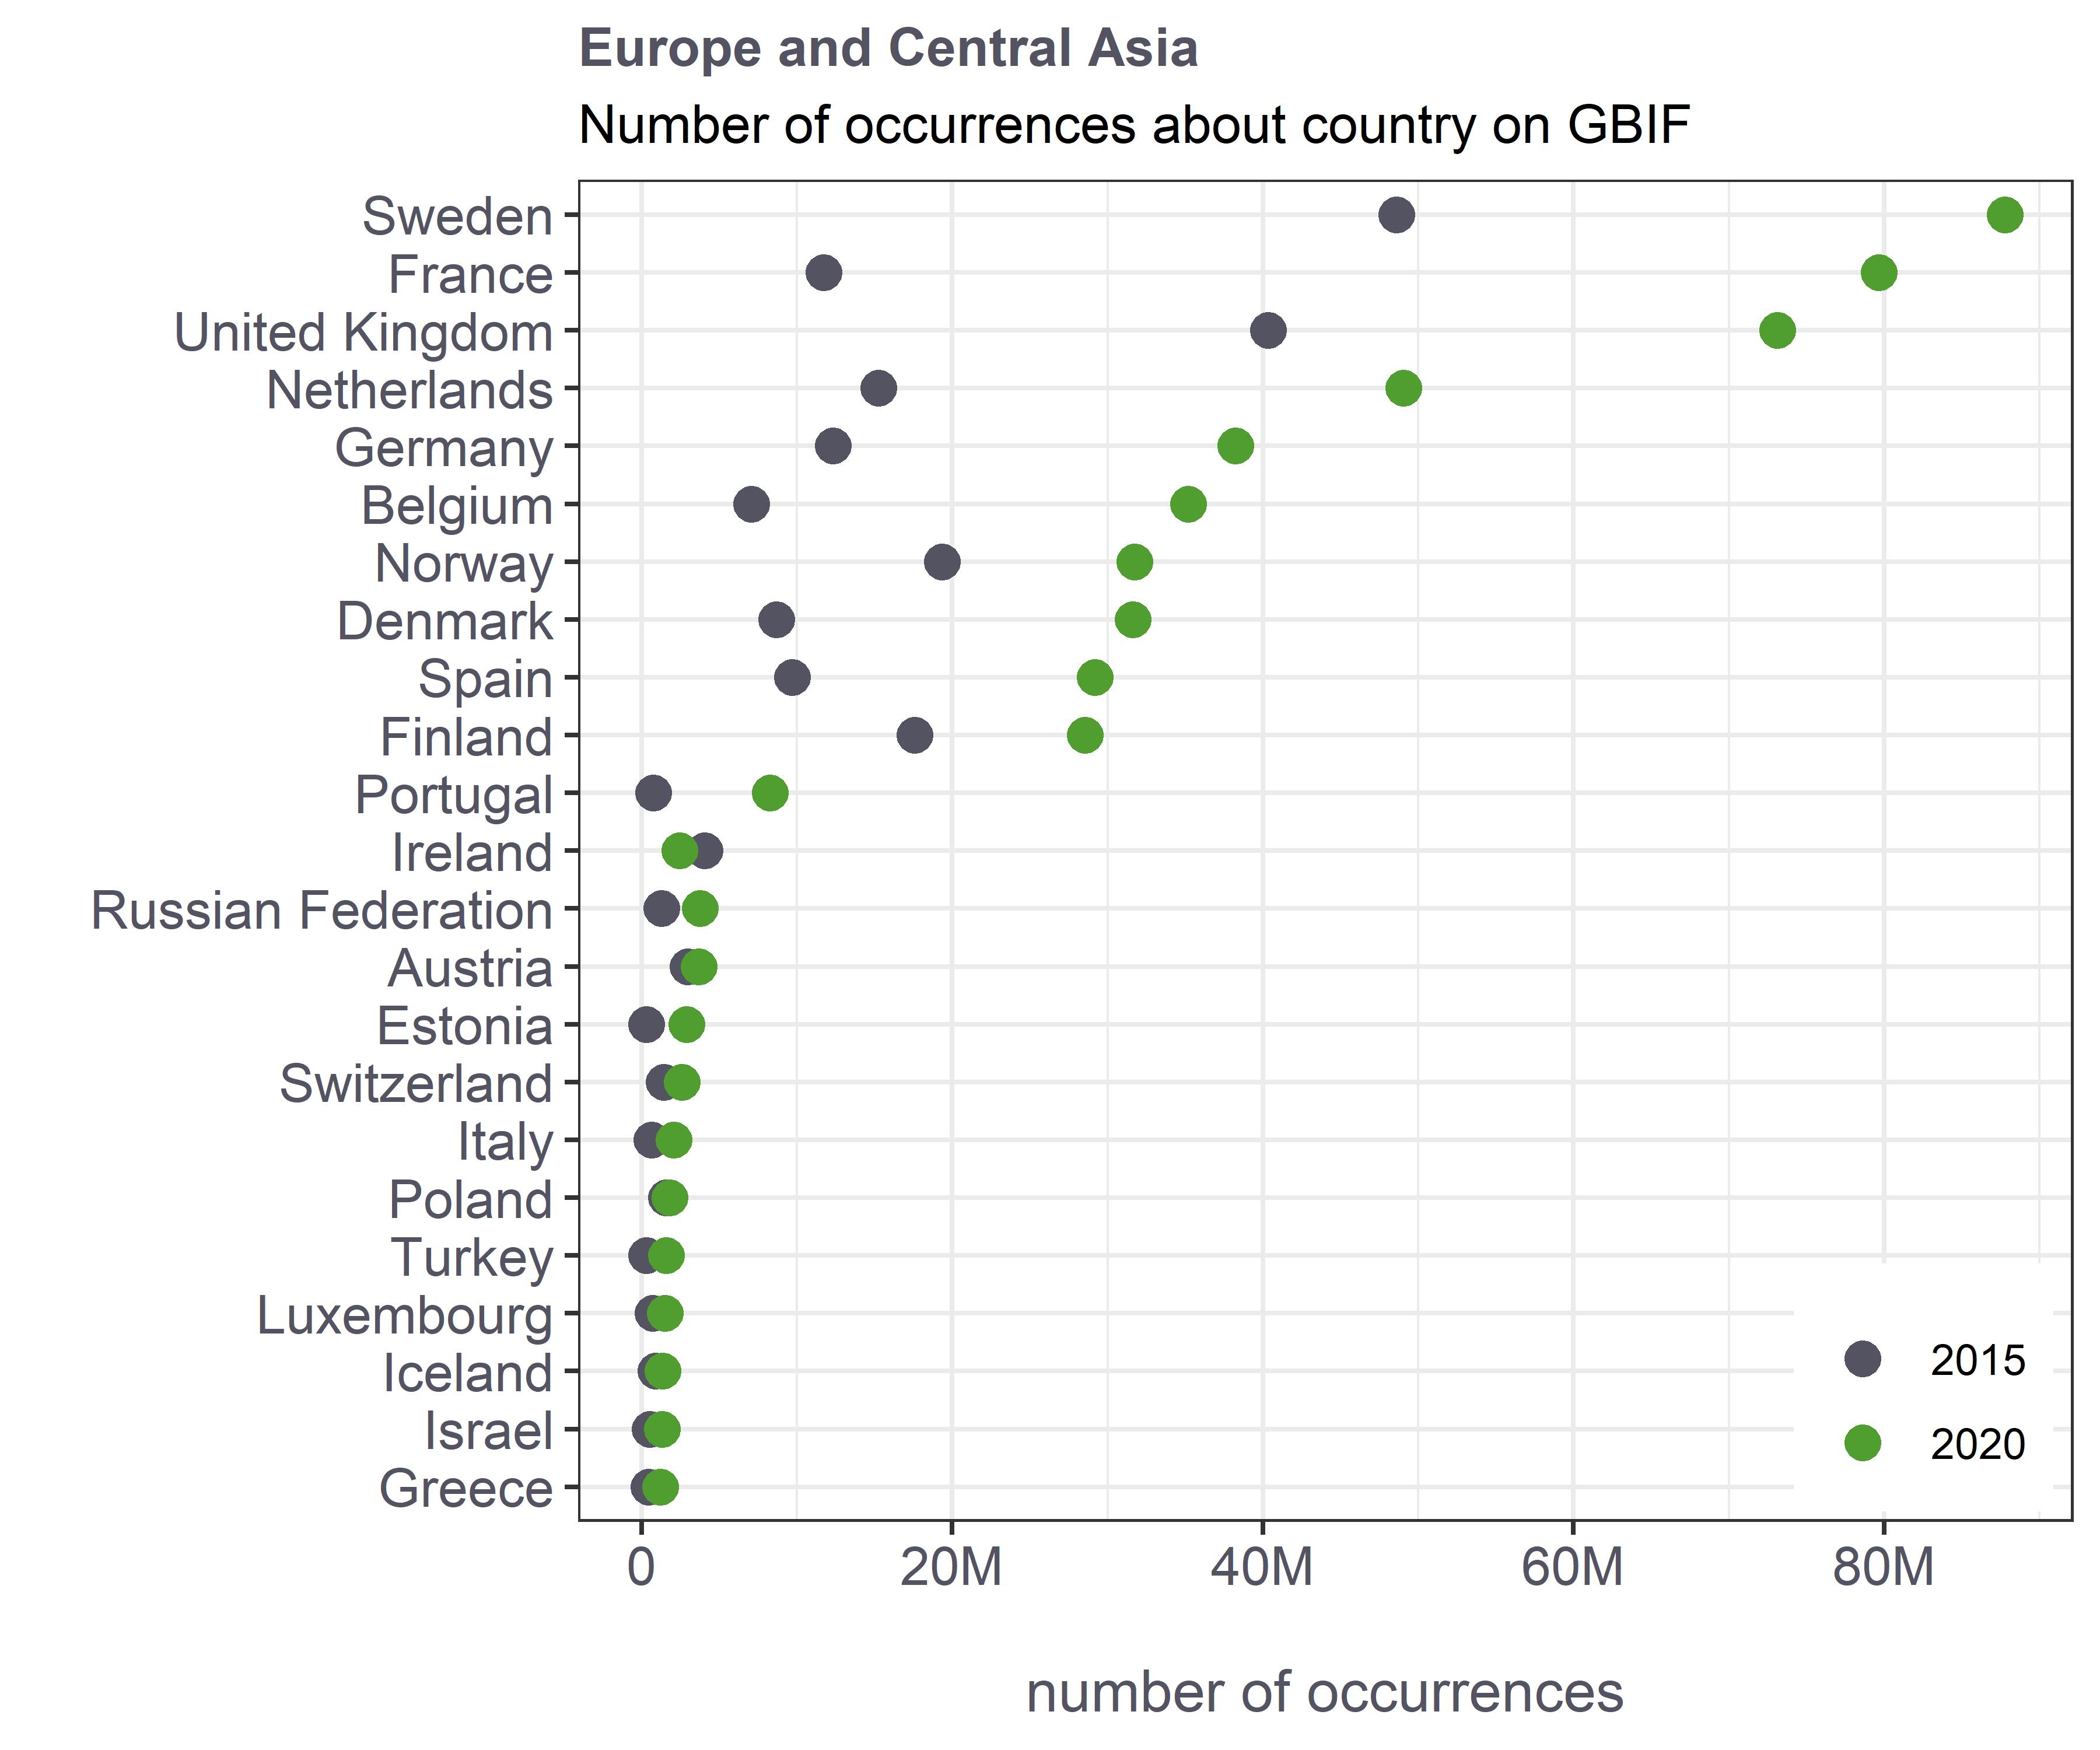 Europe and Central Asia
Number of occurrences about country on GBIF
Sweden
France
United Kingdom
Netherlands
Germany
Belgium
Norway
Denmark
Spain
Finland
Portugal
Ireland
Russian Federation
Austria
Estonia
Switzerland
Italy
Poland
Turkey
Luxembourg
Iceland
Israel
Greece
2015
2020
0 20M 40M 60M 80M
number of occurrences